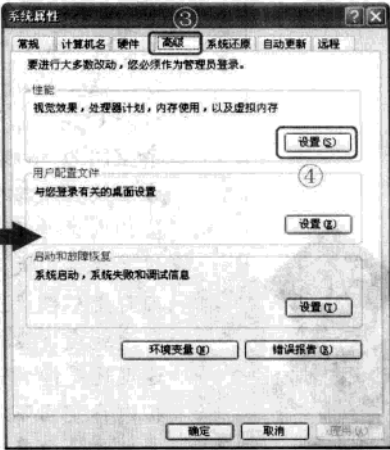 系统属性
③
常规 计算机名 硬件 高级 系统还原 自动更新 远程
要进行大多数改动，您必须作为管理员登录。
性能
视觉效果，处理器计划，内存使用，以及虚拟内存
设置(S)
④
用户配置文件
与您登录有关的桌面设置
设置(E)
启动和故障恢复
系统启动，系统失败和调试信息
设置(T)
环境变量(N) 错误报告(R)
确定 取消 应用(A)